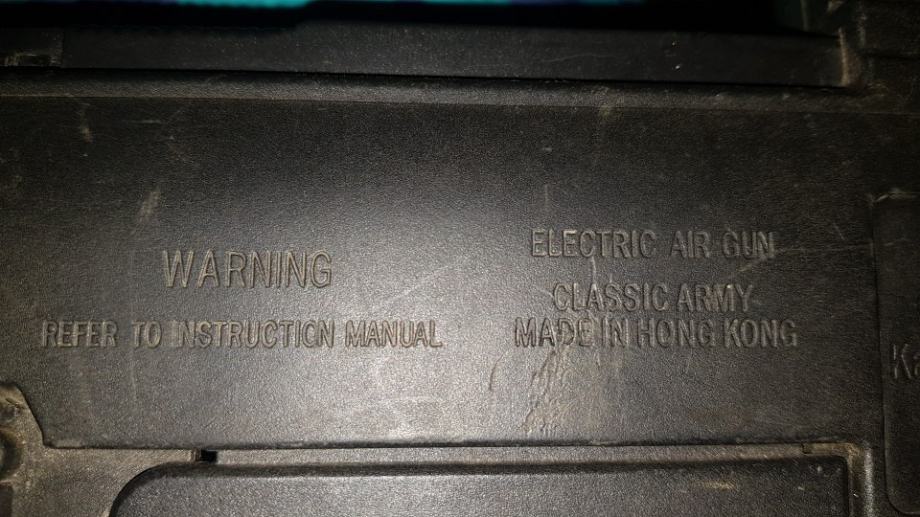 WARNING
REFER TO INSTRUCTION MANUAL
ELECTRIC AIR GUN
CLASSIC ARMY
MADE IN HONG KONG